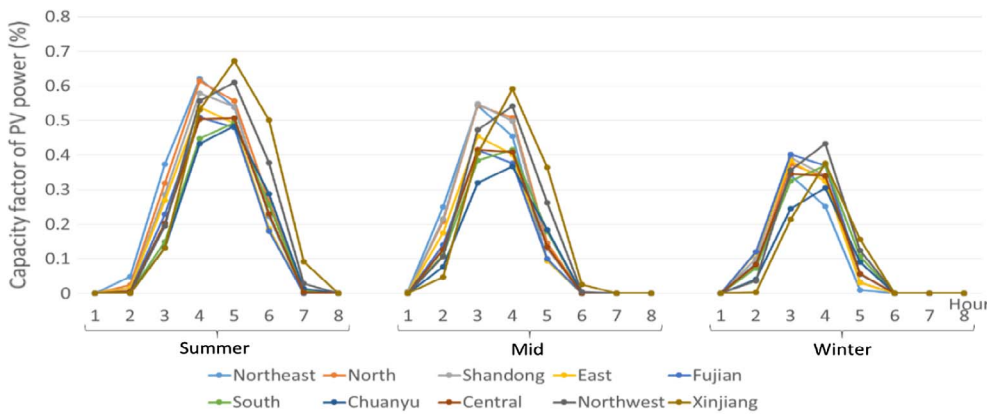 Capacity factor of PV power (%)
0.8
0.7
0.6
0.5
0.4
0.3
0.2
0.1
0
1 2 3 4 5 6 7 8 1 2 3 4 5 6 7 8 1 2 3 4 5 6 7 8
Hour
Summer Mid Winter
Northeast North Shandong East Fujian
South Chuanyu Central Northwest Xinjiang